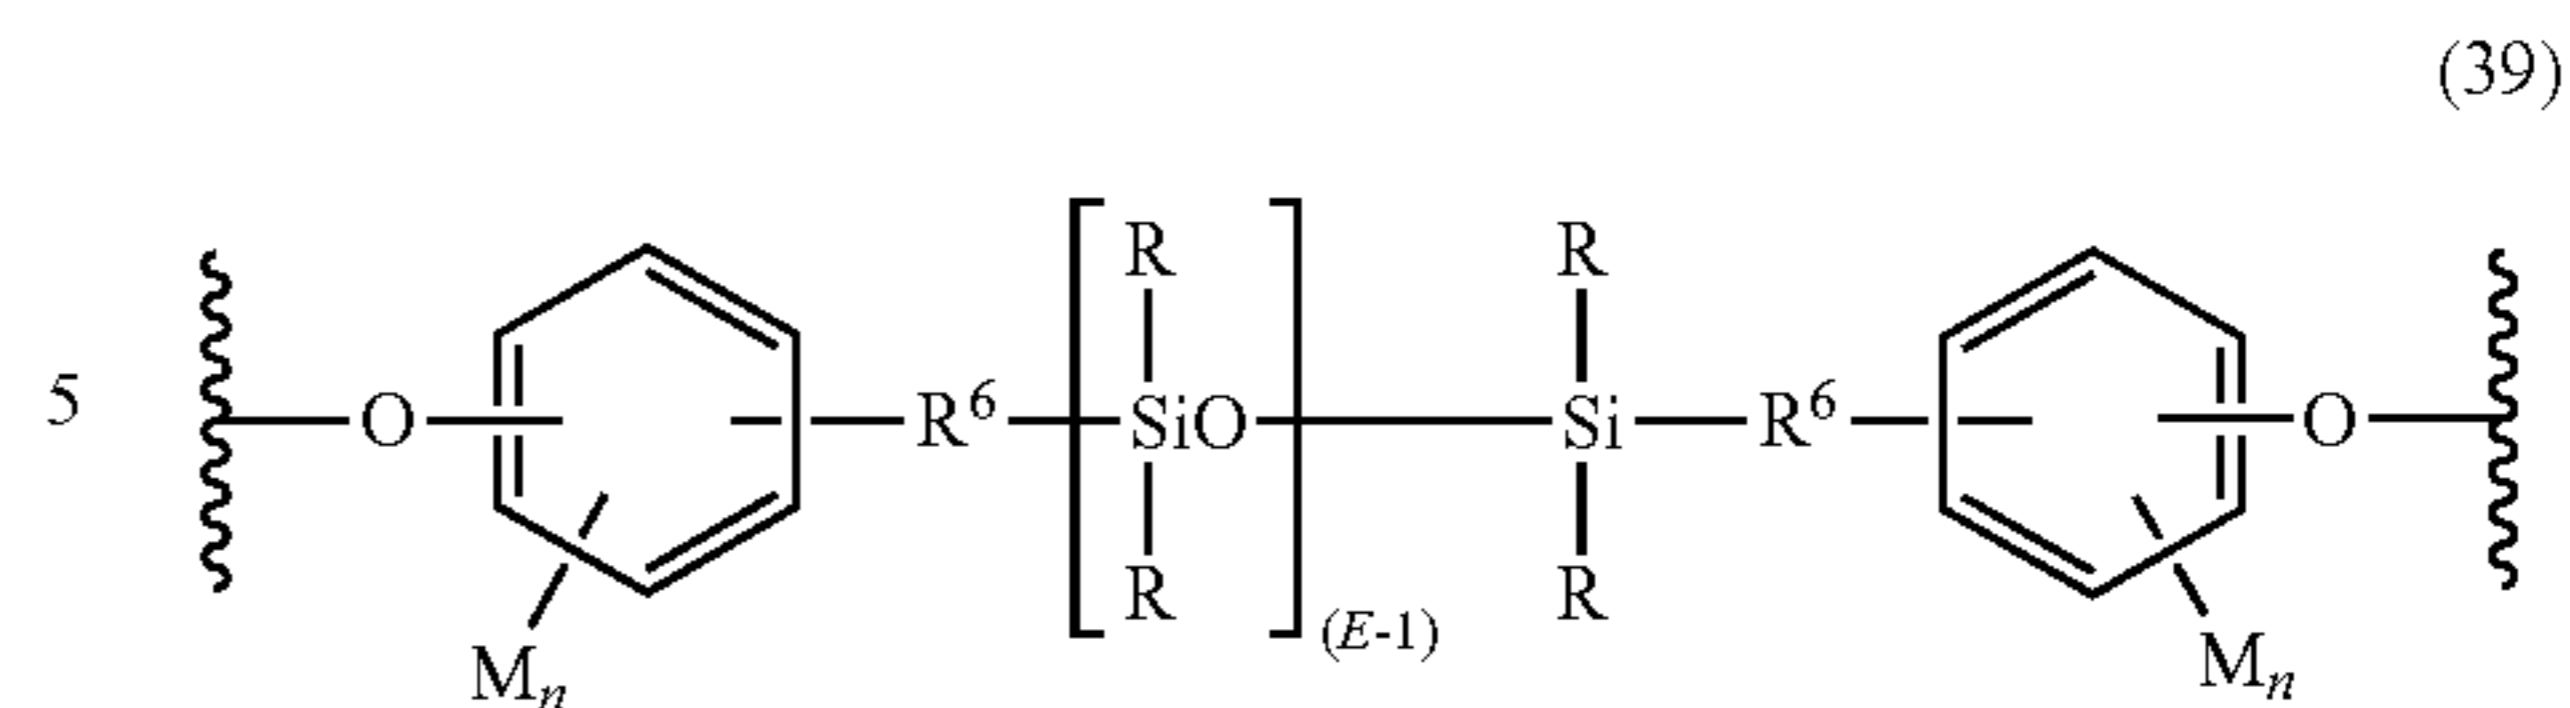 (39)
R R
5 O R⁶ SiO Si R⁶ O
R R
(E-1)
Mₙ Mₙ